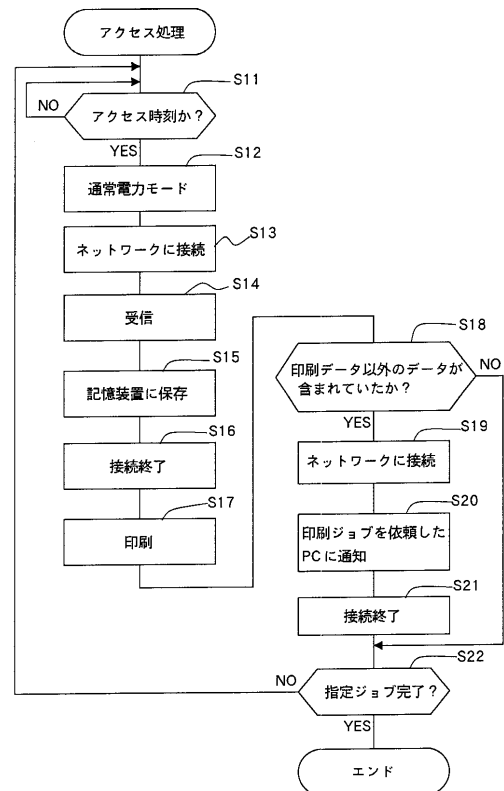 アクセス処理
S11
アクセス時刻か？
NO
YES
S12
通常電力モード
S13
ネットワークに接続
S14
受信
S15
記憶装置に保存
S16
接続終了
S17
印刷
S18
印刷データ以外のデータが
含まれていたか？
NO
YES
S19
ネットワークに接続
S20
印刷ジョブを依頼した
PCに通知
S21
接続終了
S22
指定ジョブ完了？
NO
YES
エンド